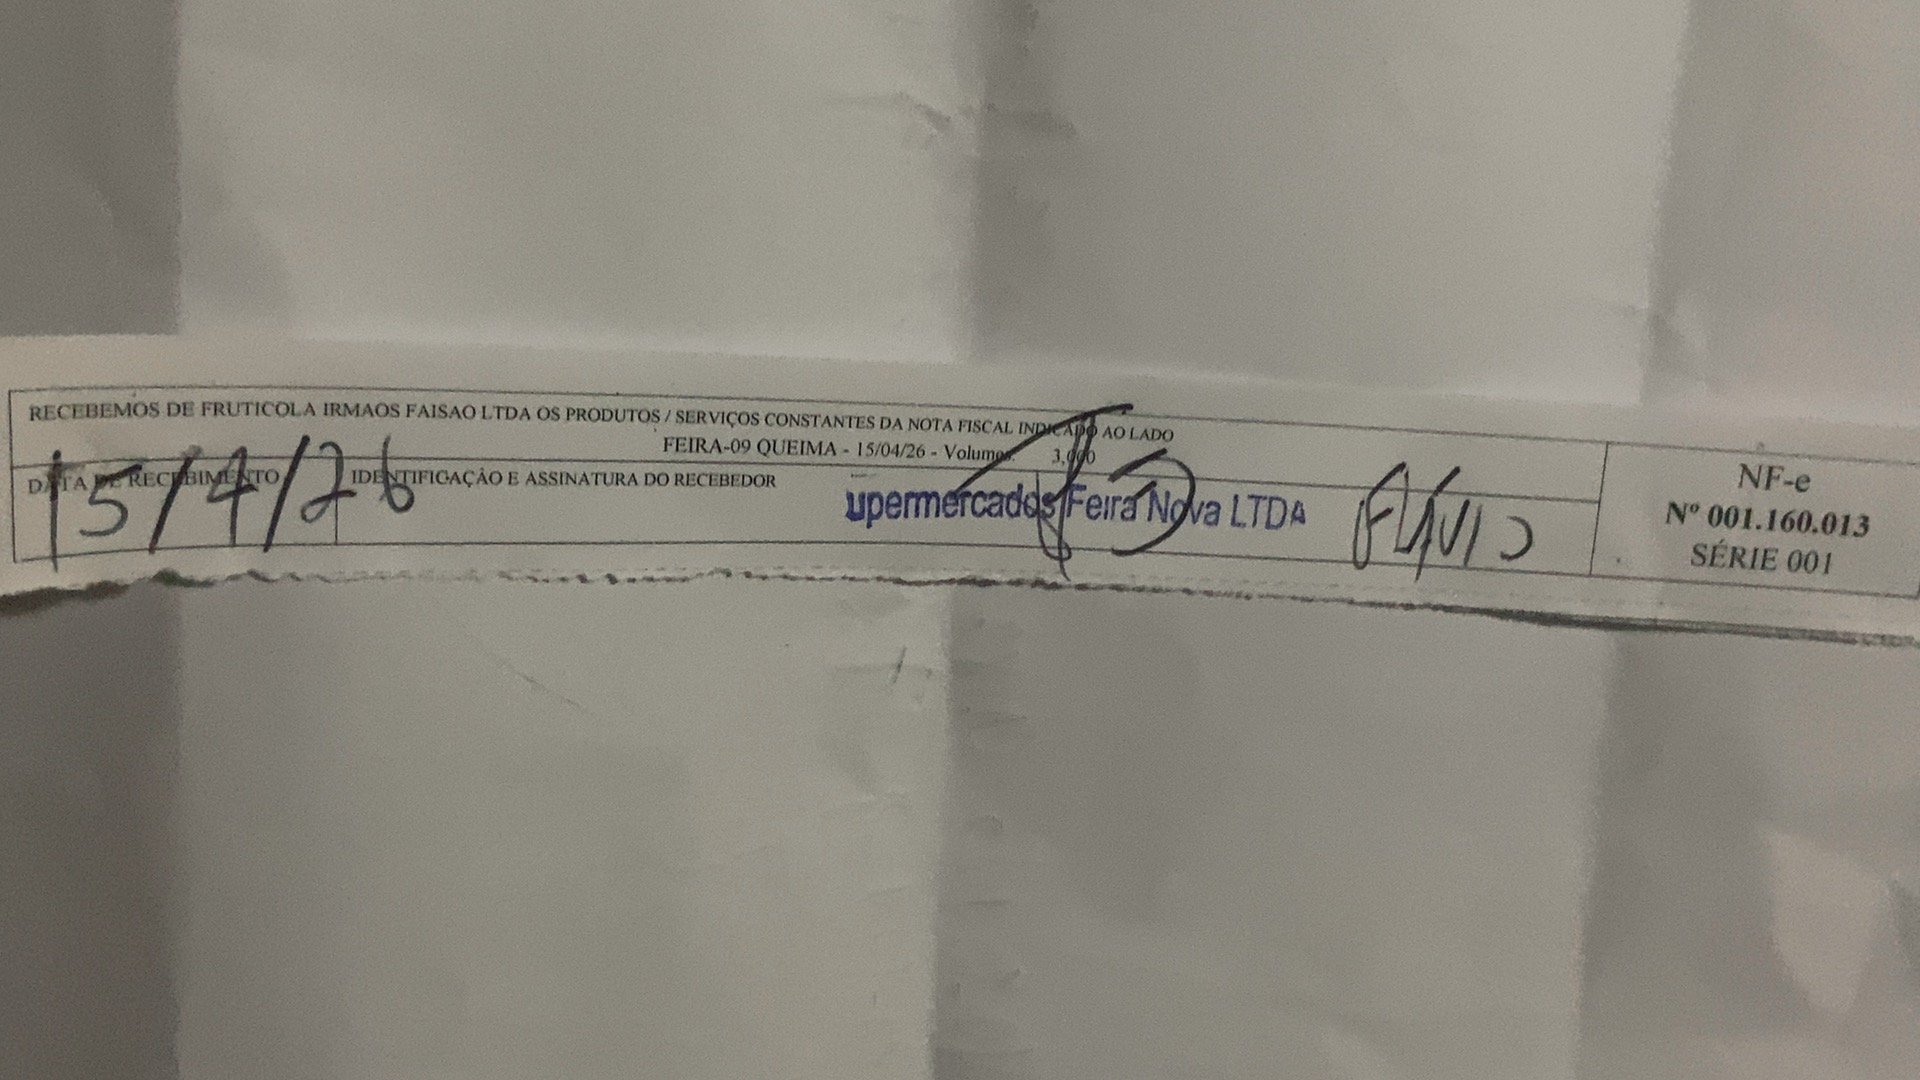 RECEBEMOS DE FRUTICOLA IRMAOS FAISAO LTDA OS PRODUTOS / SERVIÇOS CONSTANTES DA NOTA FISCAL INDICADO AO LADO
FEIRA-09 QUEIMA - 15/04/26 - Volumes: 3,000
DATA DE RECEBIMENTO
15/4/26
IDENTIFICAÇÃO E ASSINATURA DO RECEBEDOR
upermercados Feira Nova LTDA
FLÁVIO
NF-e
Nº 001.160.013
SÉRIE 001